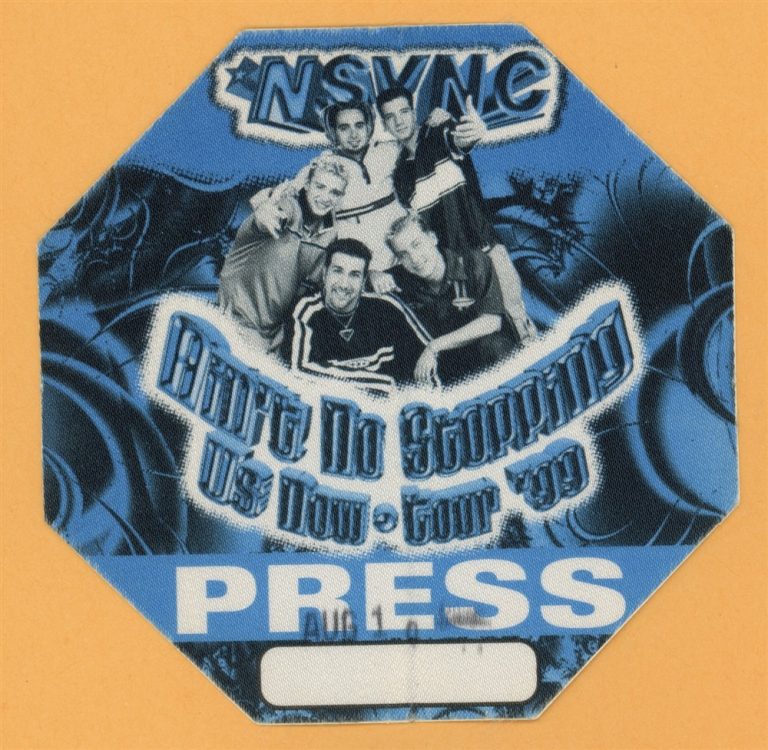 *NSYNC
Ain't No Stopping
Us Now • Tour '99
PRESS
AUG 1